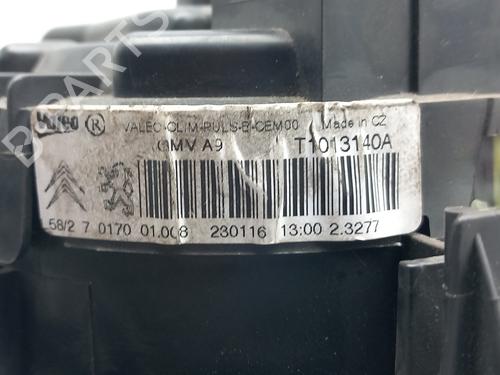 Valeo ® VALEO-CLIM-PULS-B-CEM00 Made in CZ
GMV A9 T1013140A
58/2 7 0170 01.008 230116 13:00 2.3277
B PARTS